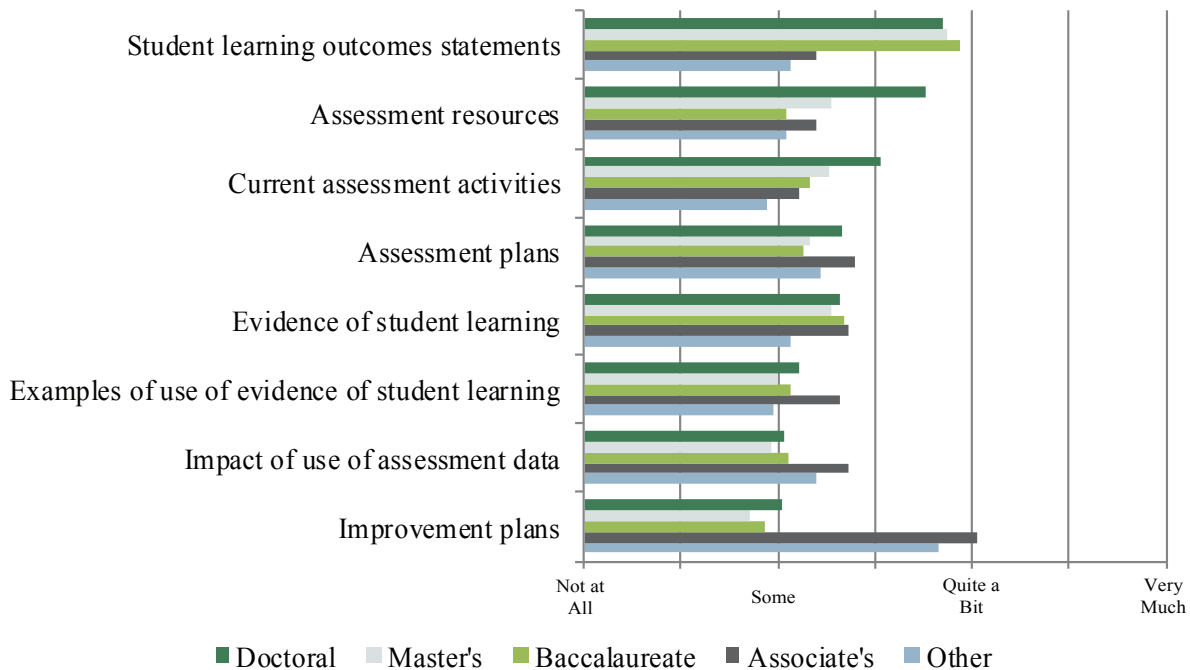 Student learning outcomes statements
Assessment resources
Current assessment activities
Assessment plans
Evidence of student learning
Examples of use of evidence of student learning
Impact of use of assessment data
Improvement plans
Not at
All
Some
Quite a
Bit
Very
Much
Doctoral Master's Baccalaureate Associate's Other